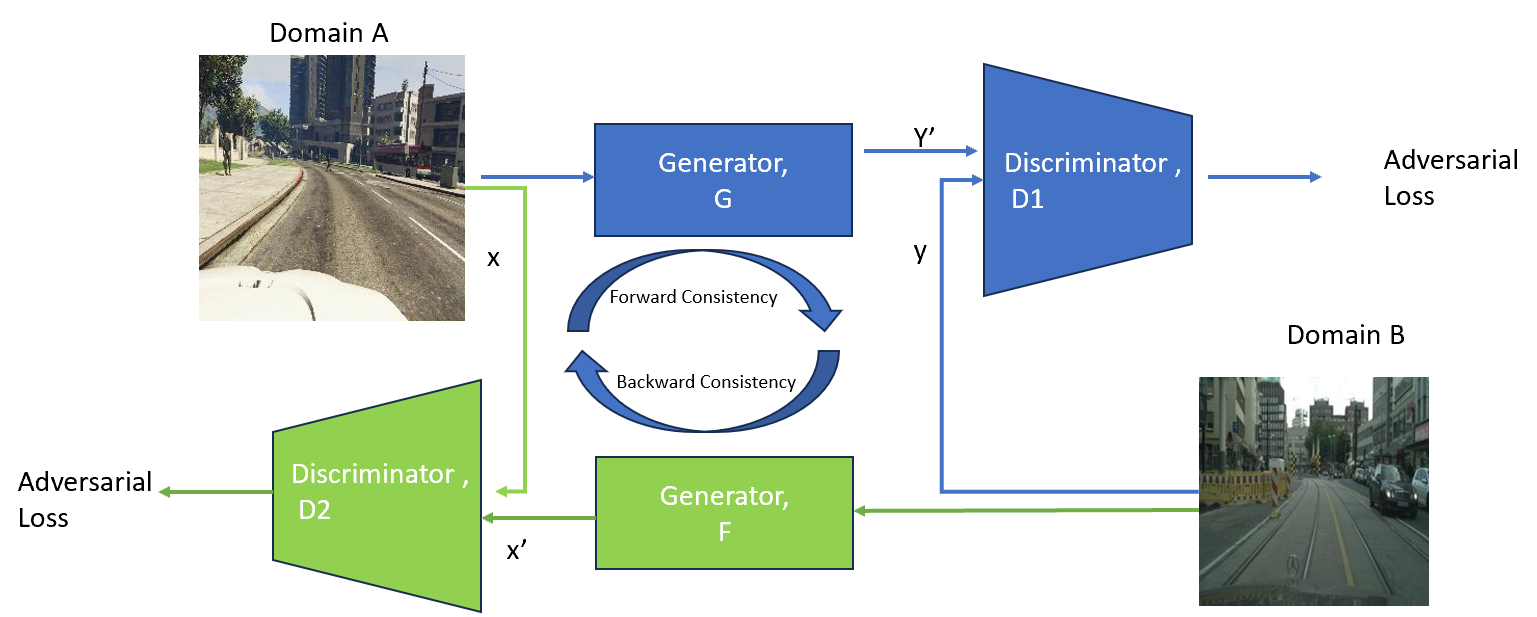 Domain A
Generator,
G
Y’
Discriminator ,
D1
Adversarial
Loss
x
y
Forward Consistency
Backward Consistency
Domain B
Discriminator ,
D2
Adversarial
Loss
Generator,
F
x’